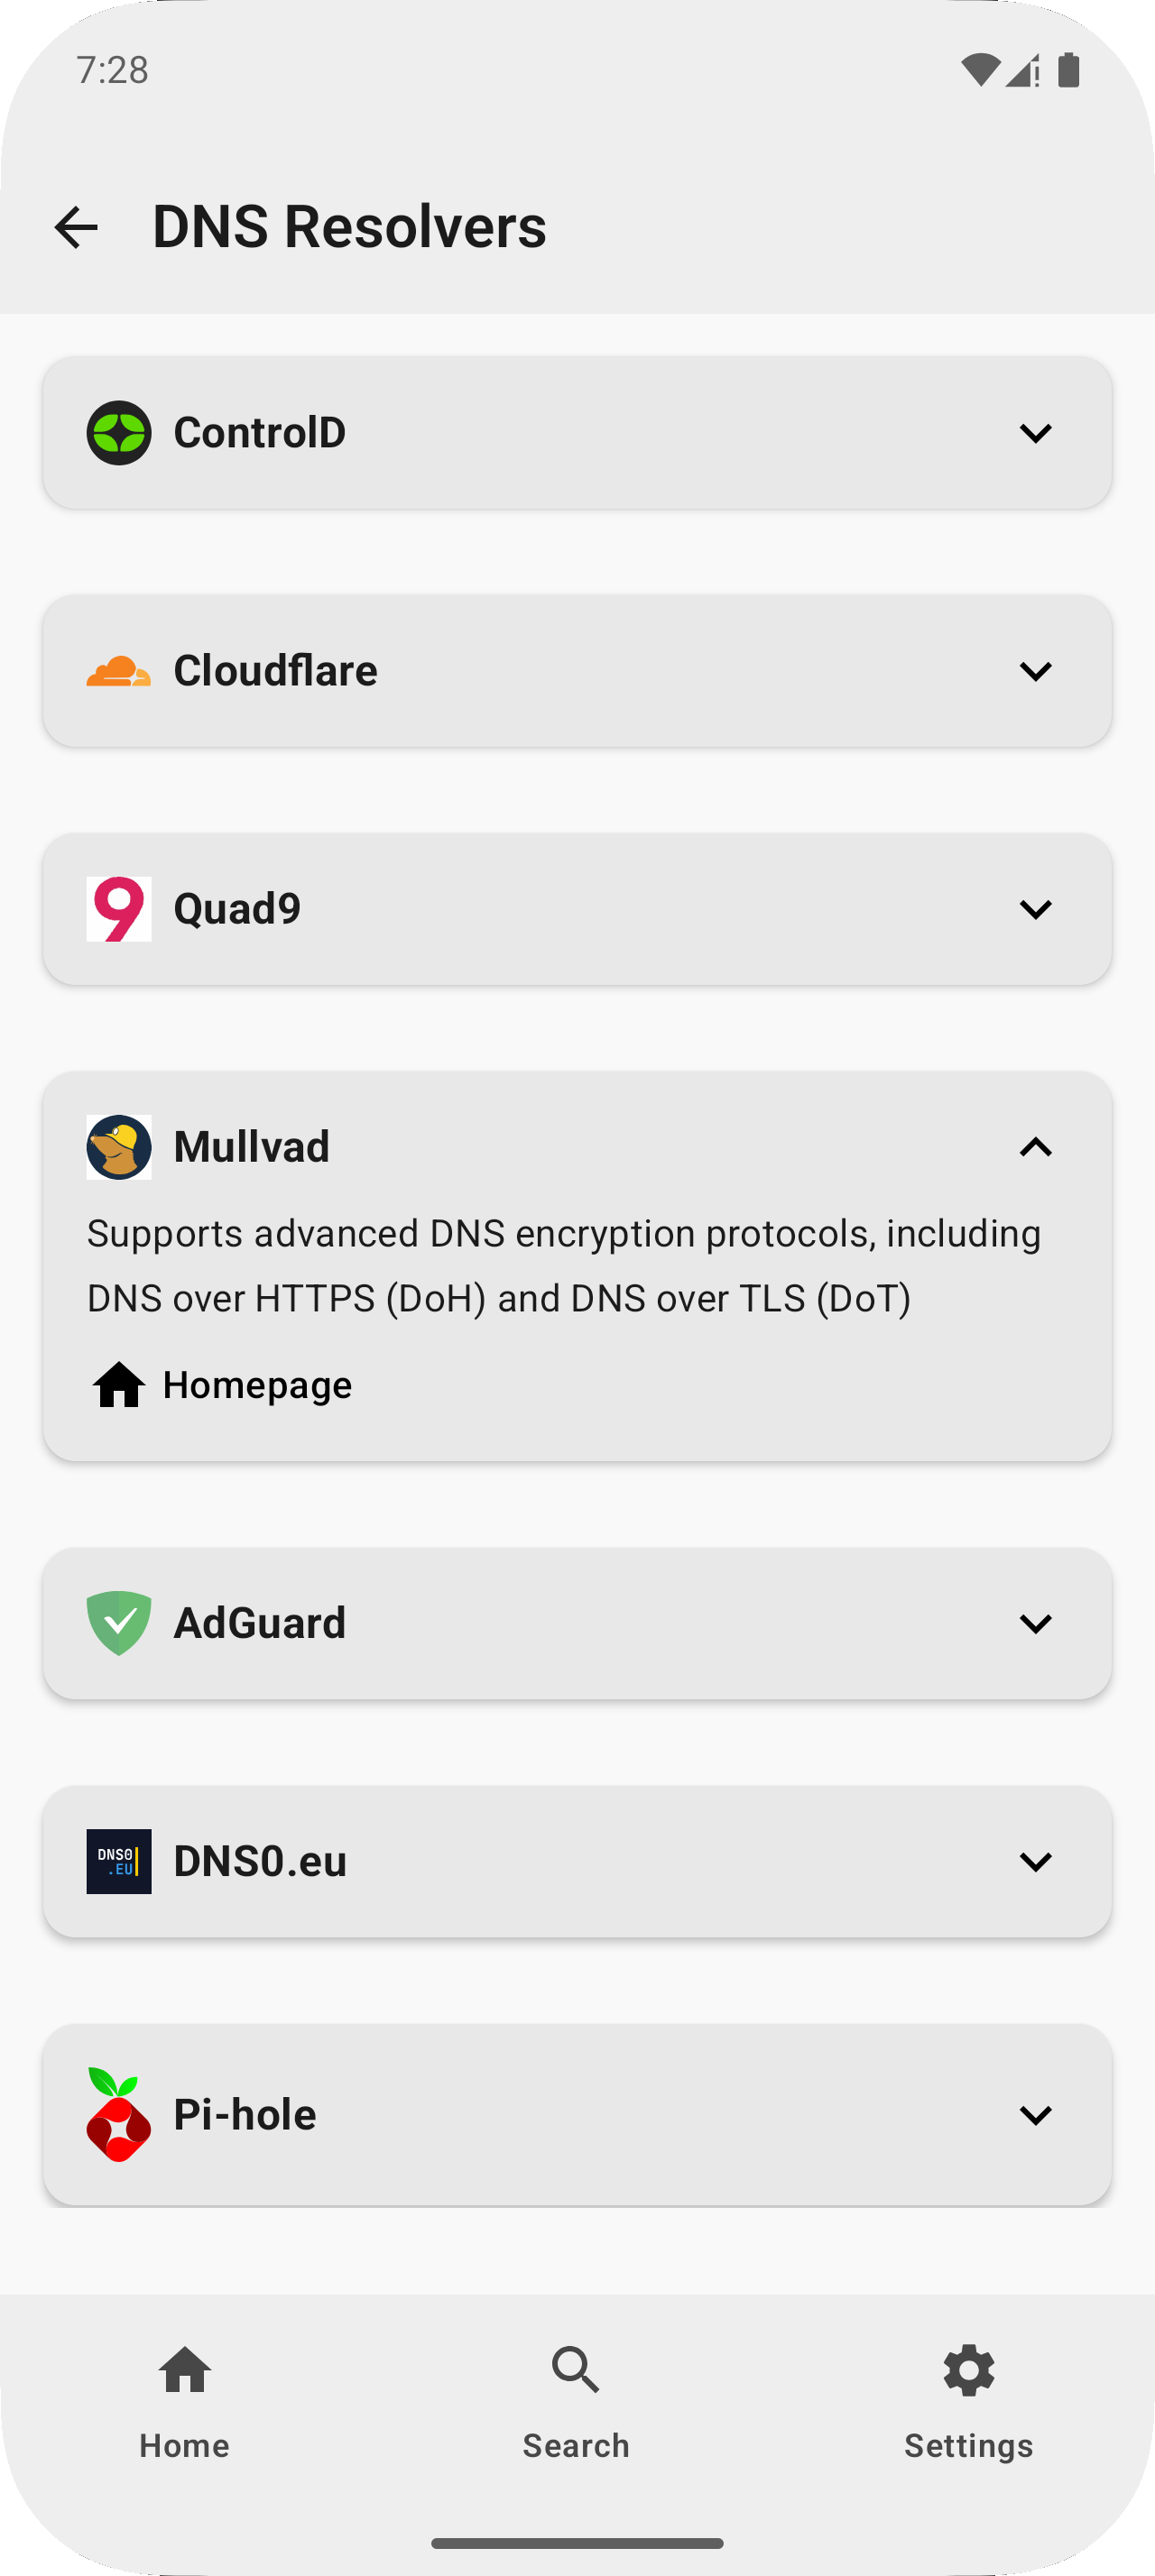 7:28
DNS Resolvers
ControlD
Cloudflare
9
Quad9
Mullvad
Supports advanced DNS encryption protocols, including
DNS over HTTPS (DoH) and DNS over TLS (DoT)
Homepage
AdGuard
DNS0
.EU
DNS0.eu
Pi-hole
Home
Search
Settings